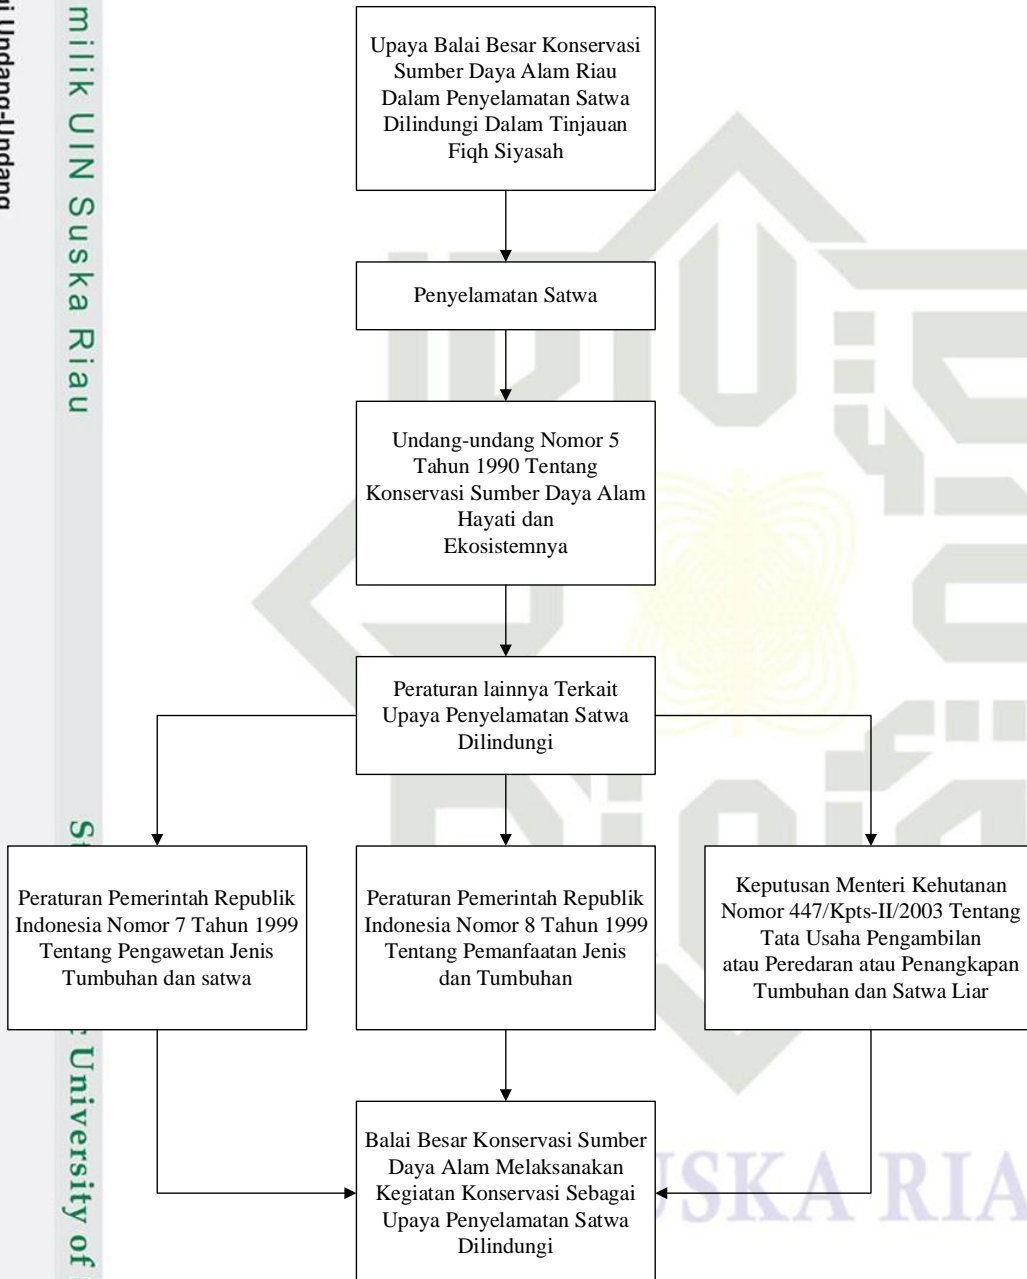 milik UIN Suska Riau
gi Undang-Undang
Upaya Balai Besar Konservasi
Sumber Daya Alam Riau
Dalam Penyelamatan Satwa
Dilindungi Dalam Tinjauan
Fiqh Siyasah
Penyelamatan Satwa
Undang-undang Nomor 5
Tahun 1990 Tentang
Konservasi Sumber Daya Alam
Hayati dan
Ekosistemnya
Peraturan lainnya Terkait
Upaya Penyelamatan Satwa
Dilindungi
Peraturan Pemerintah Republik
Indonesia Nomor 7 Tahun 1999
Tentang Pengawetan Jenis
Tumbuhan dan satwa
Peraturan Pemerintah Republik
Indonesia Nomor 8 Tahun 1999
Tentang Pemanfaatan Jenis
dan Tumbuhan
Keputusan Menteri Kehutanan
Nomor 447/Kpts-II/2003 Tentang
Tata Usaha Pengambilan
atau Peredaran atau Penangkapan
Tumbuhan dan Satwa Liar
Balai Besar Konservasi Sumber
Daya Alam Melaksanakan
Kegiatan Konservasi Sebagai
Upaya Penyelamatan Satwa
Dilindungi
University of
USKA RIA